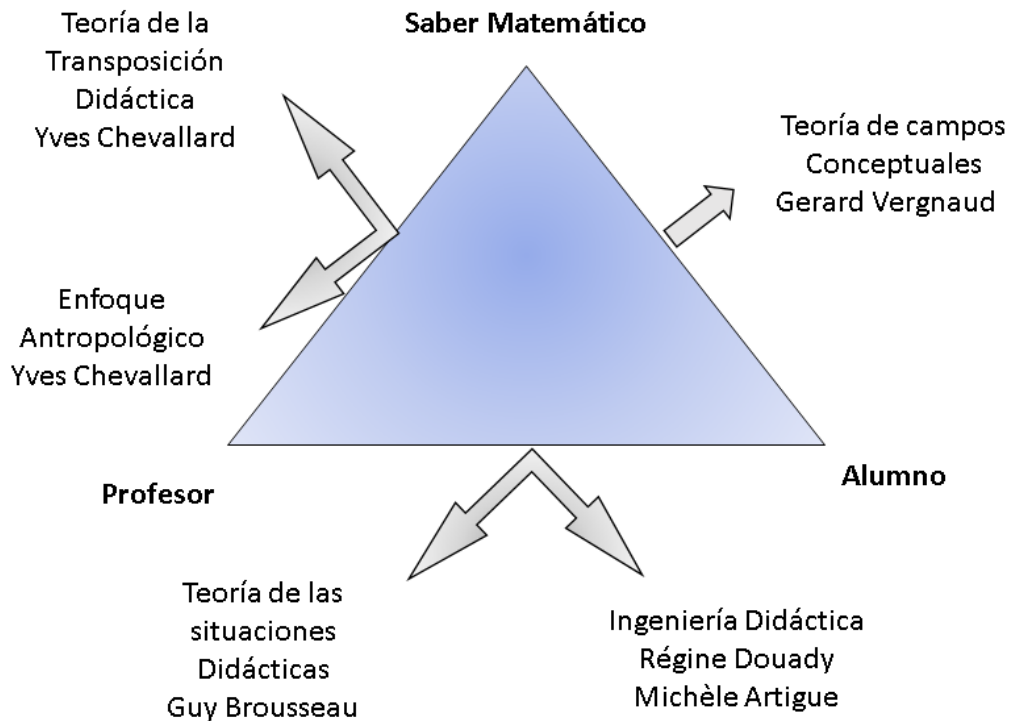 Teoría de la
Transposición
Didáctica
Yves Chevallard
Saber Matemático
Teoría de campos
Conceptuales
Gerard Vergnaud
Enfoque
Antropológico
Yves Chevallard
Profesor
Alumno
Teoría de las
situaciones
Didácticas
Guy Brousseau
Ingeniería Didáctica
Régine Douady
Michèle Artigue